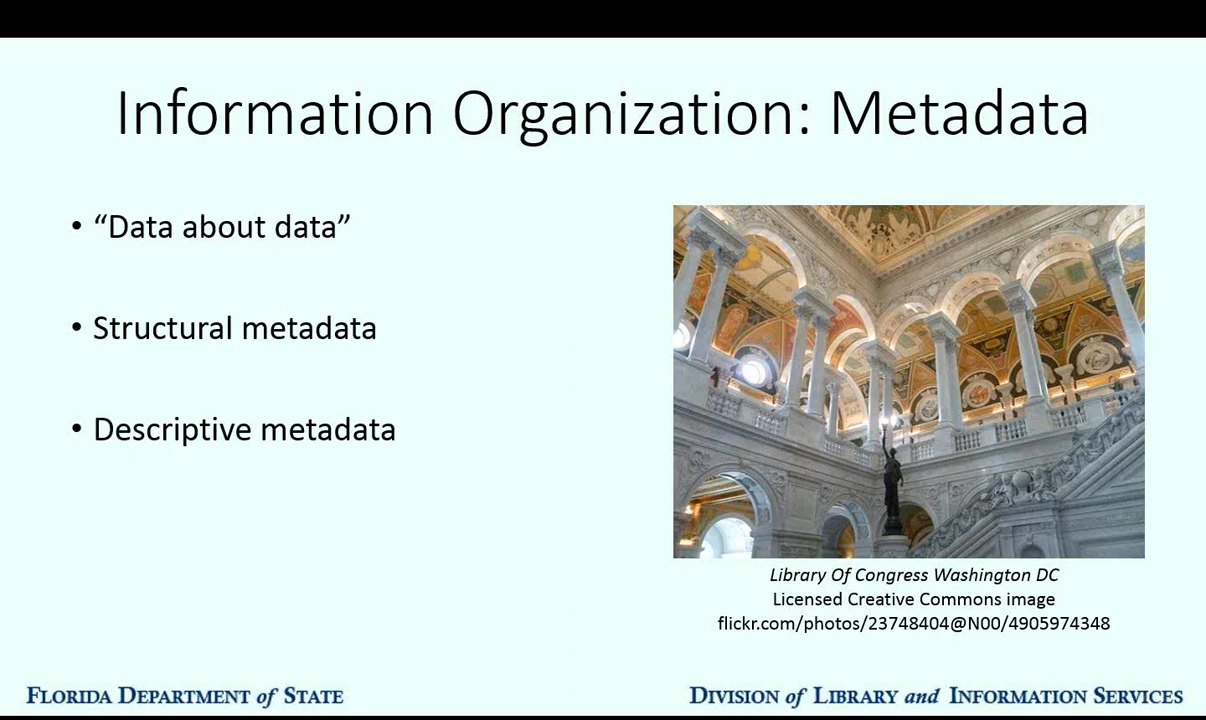 Information Organization: Metadata
• “Data about data”
• Structural metadata
• Descriptive metadata
Library Of Congress Washington DC
Licensed Creative Commons image
flickr.com/photos/23748404@N00/4905974348
FLORIDA DEPARTMENT of STATE
DIVISION of LIBRARY and INFORMATION SERVICES